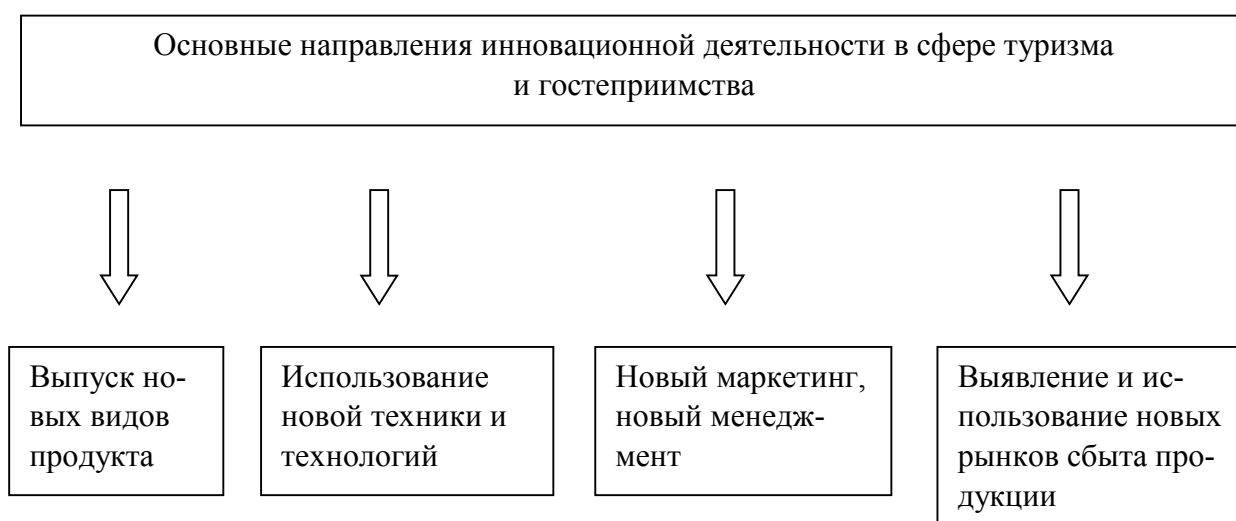 Основные направления инновационной деятельности в сфере туризма
и гостеприимства
Выпуск но-
вых видов
продукта
Использование
новой техники и
технологий
Новый маркетинг,
новый менедж-
мент
Выявление и ис-
пользование новых
рынков сбыта про-
дукции